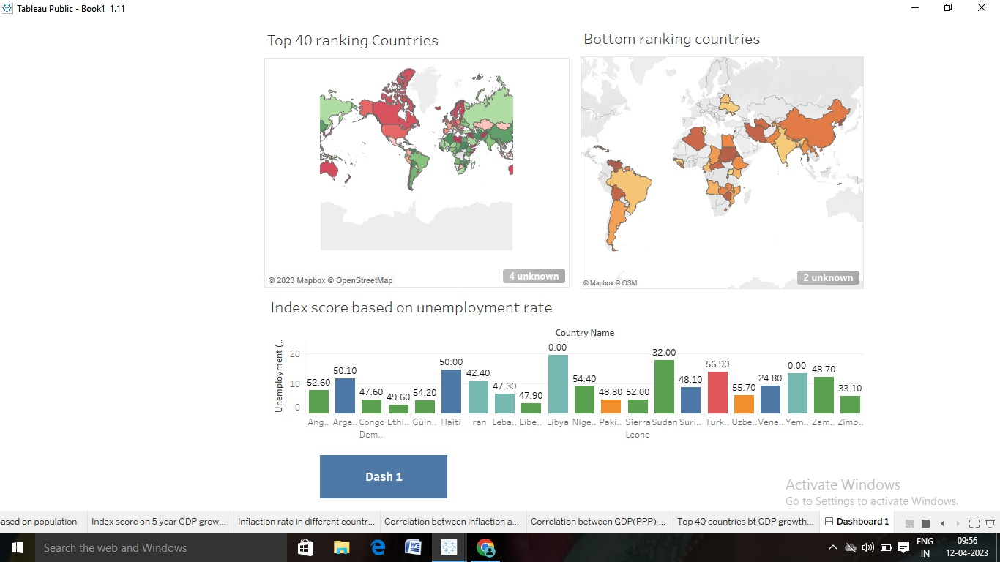 Tableau Public - Book1 1.11
Top 40 ranking Countries
Bottom ranking countries
4 unknown
© 2023 Mapbox © OpenStreetMap
2 unknown
© Mapbox © OSM
Index score based on unemployment rate
Country Name
Unemployment (..
20
10
0
52.60 50.10 47.60 49.60 54.20 50.00 42.40 47.30 47.90 0.00 54.40 48.80 52.00 32.00 48.10 56.90 55.70 24.80 0.00 48.70 33.10
Ang.. Arge.. Congo Ethi.. Guin.. Haiti Iran Leba.. Libe.. Libya Nige.. Paki.. Sierra Sudan Suri.. Turk.. Uzbe.. Vene.. Yem.. Zam.. Zimb..
Dem.. Leone
Dash 1
Activate Windows
Go to Settings to activate Windows.
ased on population Index score on 5 year GDP grow... Inflaction rate in different countr... Correlation between inflaction a... Correlation between GDP(PP) ... Top 40 countries bt GDP growth... Dashboard 1
Search the web and Windows
ENG
IN
09:56
12-04-2023